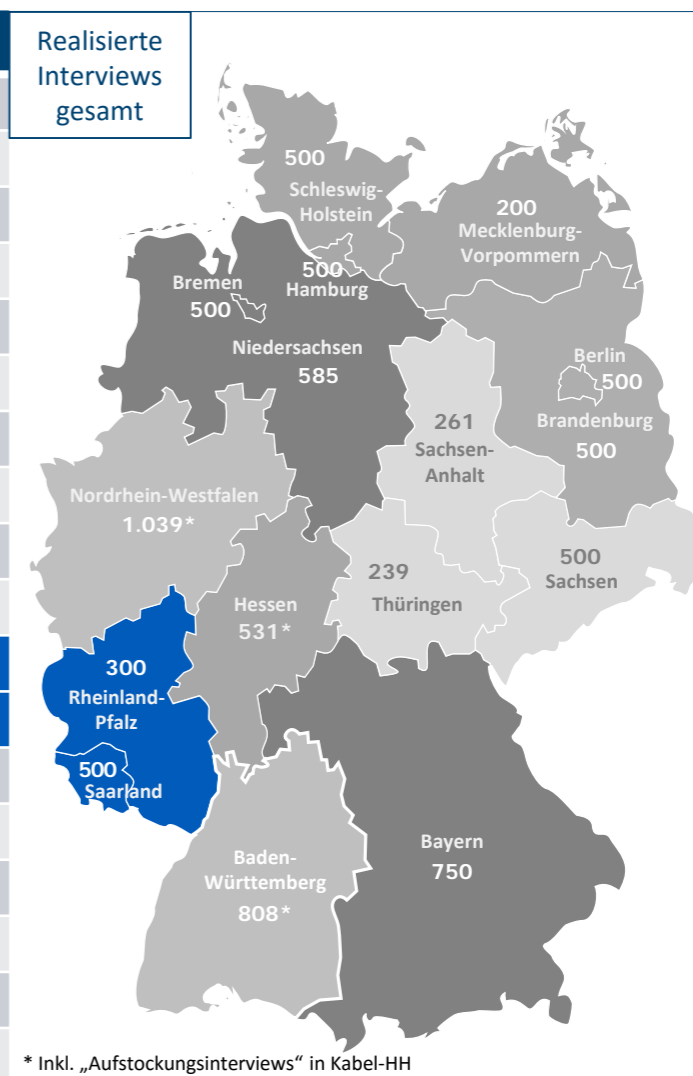 Realisierte
Interviews
gesamt
500
Schleswig-
Holstein
200
Mecklenburg-
Vorpommern
500
Hamburg
Bremen
500
Niedersachsen
585
Berlin
500
Brandenburg
500
261
Sachsen-
Anhalt
Nordrhein-Westfalen
1.039*
239
Thüringen
500
Sachsen
Hessen
531*
300
Rheinland-
Pfalz
500
Saarland
Bayern
750
Baden-
Württemberg
808*
* Inkl. „Aufstockungsinterviews“ in Kabel-HH